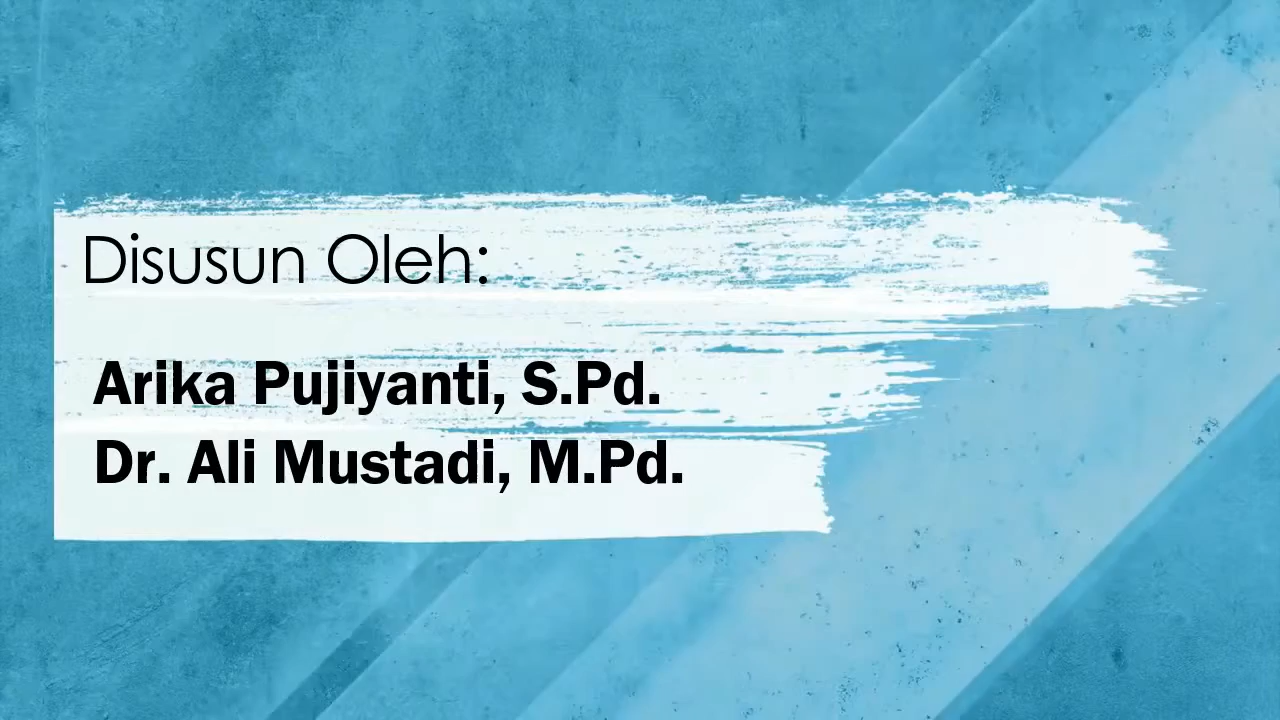 Disusun Oleh:
Arika Pujiyanti, S.Pd.
Dr. Ali Mustadi, M.Pd.